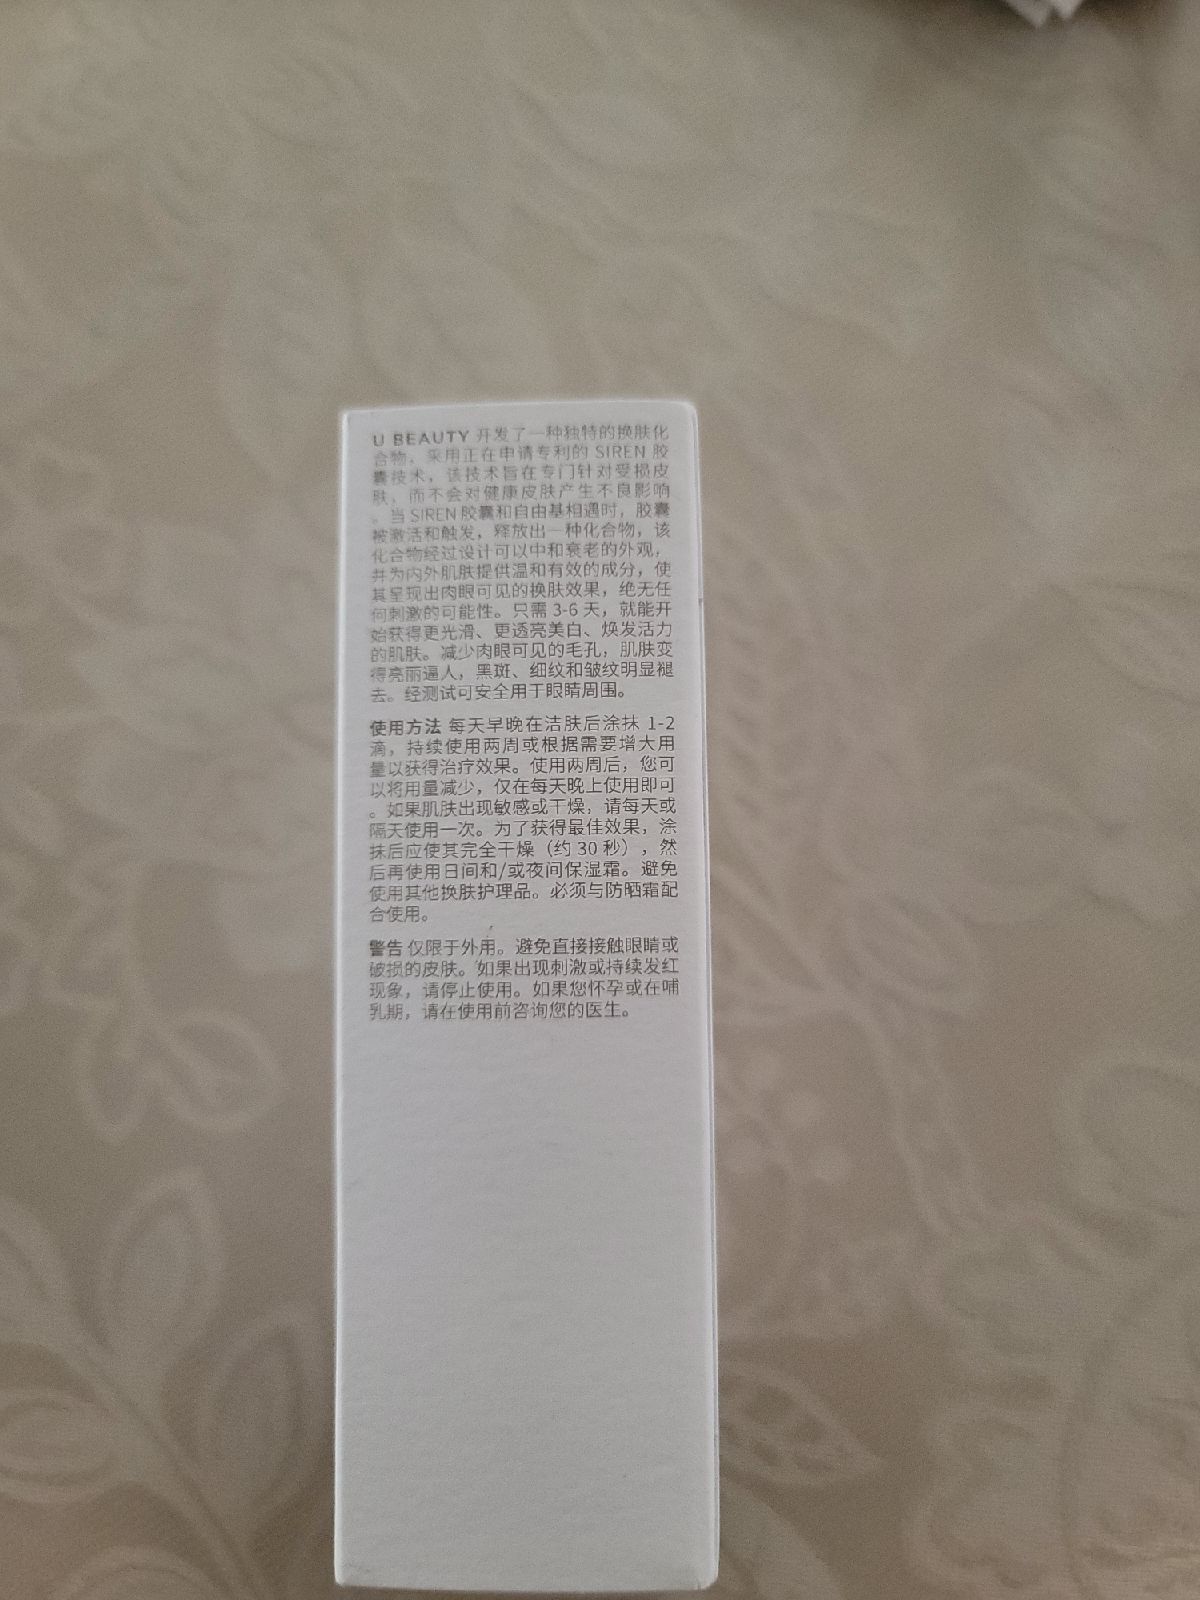 U BEAUTY 开发了一种独特的换肤化
合物，采用正在申请专利的 SIREN 胶
囊技术，该技术旨在专门针对受损皮
肤，而不会对健康皮肤产生不良影响
。当 SIREN 胶囊和自由基相遇时，胶囊
被激活和触发，释放出一种化合物，该
化合物经过设计可以中和衰老的外观，
并为内外肌肤提供温和有效的成分，使
其呈现出肉眼可见的换肤效果，绝无任
何刺激的可能性。只需 3-6 天，就能开
始获得更光滑、更透亮美白、焕发活力
的肌肤。减少肉眼可见的毛孔，肌肤变
得亮丽逼人，黑斑、细纹和皱纹明显褪
去。经测试可安全用于眼睛周围。
使用方法 每天早晚在洁肤后涂抹 1-2
滴，持续使用两周或根据需要增大用
量以获得治疗效果。使用两周后，您可
以将用量减少，仅在每天晚上使用即可
。如果肌肤出现敏感或干燥，请每天或
隔天使用一次。为了获得最佳效果，涂
抹后应使其完全干燥（约 30 秒），然
后再使用日间和/或夜间保湿霜。避免
使用其他换肤护理品。必须与防晒霜配
合使用。
警告 仅限于外用。避免直接接触眼睛或
破损的皮肤。如果出现刺激或持续发红
现象，请停止使用。如果您怀孕或在哺
乳期，请在使用前咨询您的医生。